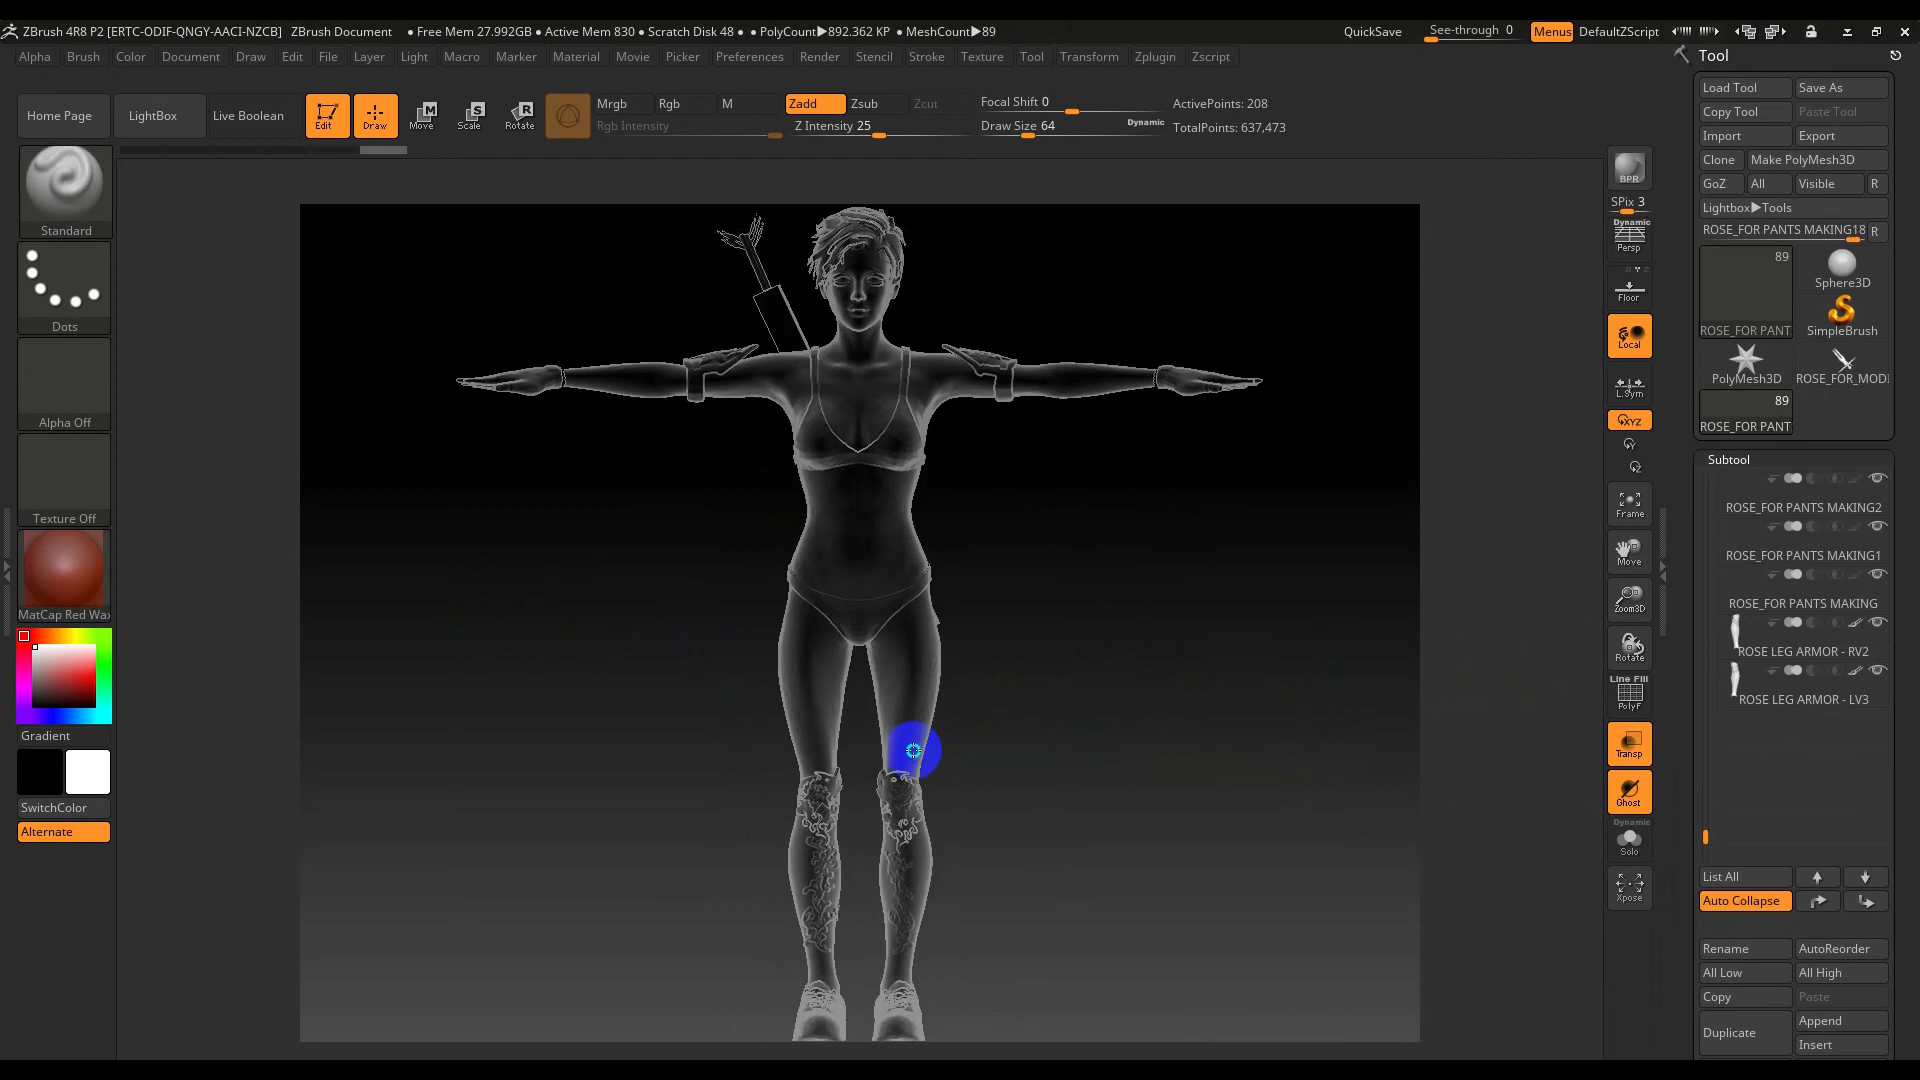 ZBrush 4R8 P2 [ERTC-ODIF-QNGY-AACI-NZCB] ZBrush Document ● Free Mem 27.992GB ● Active Mem 830 ● Scratch Disk 48 ● PolyCount▶892.362 KP ● MeshCount▶89 QuickSave See-through 0 Menus DefaultZScript
Alpha Brush Color Document Draw Edit File Layer Light Macro Marker Material Movie Picker Preferences Render Stencil Stroke Texture Tool Transform Zplugin Zscript
Home Page LightBox Live Boolean Edit Draw Move Scale Rotate
Mrgb Rgb M Zadd Zsub Zcut Focal Shift 0 ActivePoints: 208
Rgb Intensity Z Intensity 25 Draw Size 64 Dynamic TotalPoints: 637,473
Standard
Dots
Alpha Off
Texture Off
MatCap Red Wax
Gradient
SwitchColor
Alternate
BPR
SPix 3
Dynamic
Persp
Floor
Local
L.Sym
XYZ
Y
Z
Frame
Move
Zoom3D
Rotate
Line Fill
PolyF
Transp
Ghost
Dynamic
Solo
Xpose
Tool
Load Tool Save As
Copy Tool Paste Tool
Import Export
Clone Make PolyMesh3D
GoZ All Visible R
Lightbox▶Tools
ROSE_FOR PANTS MAKING18 R
89
Sphere3D
ROSE_FOR PANT SimpleBrush
PolyMesh3D ROSE_FOR_MOD
89
ROSE_FOR PANT
Subtool
ROSE_FOR PANTS MAKING2
ROSE_FOR PANTS MAKING1
ROSE_FOR PANTS MAKING
ROSE LEG ARMOR - RV2
ROSE LEG ARMOR - LV3
List All
Auto Collapse
Rename AutoReorder
All Low All High
Copy Paste
Duplicate Append
Insert